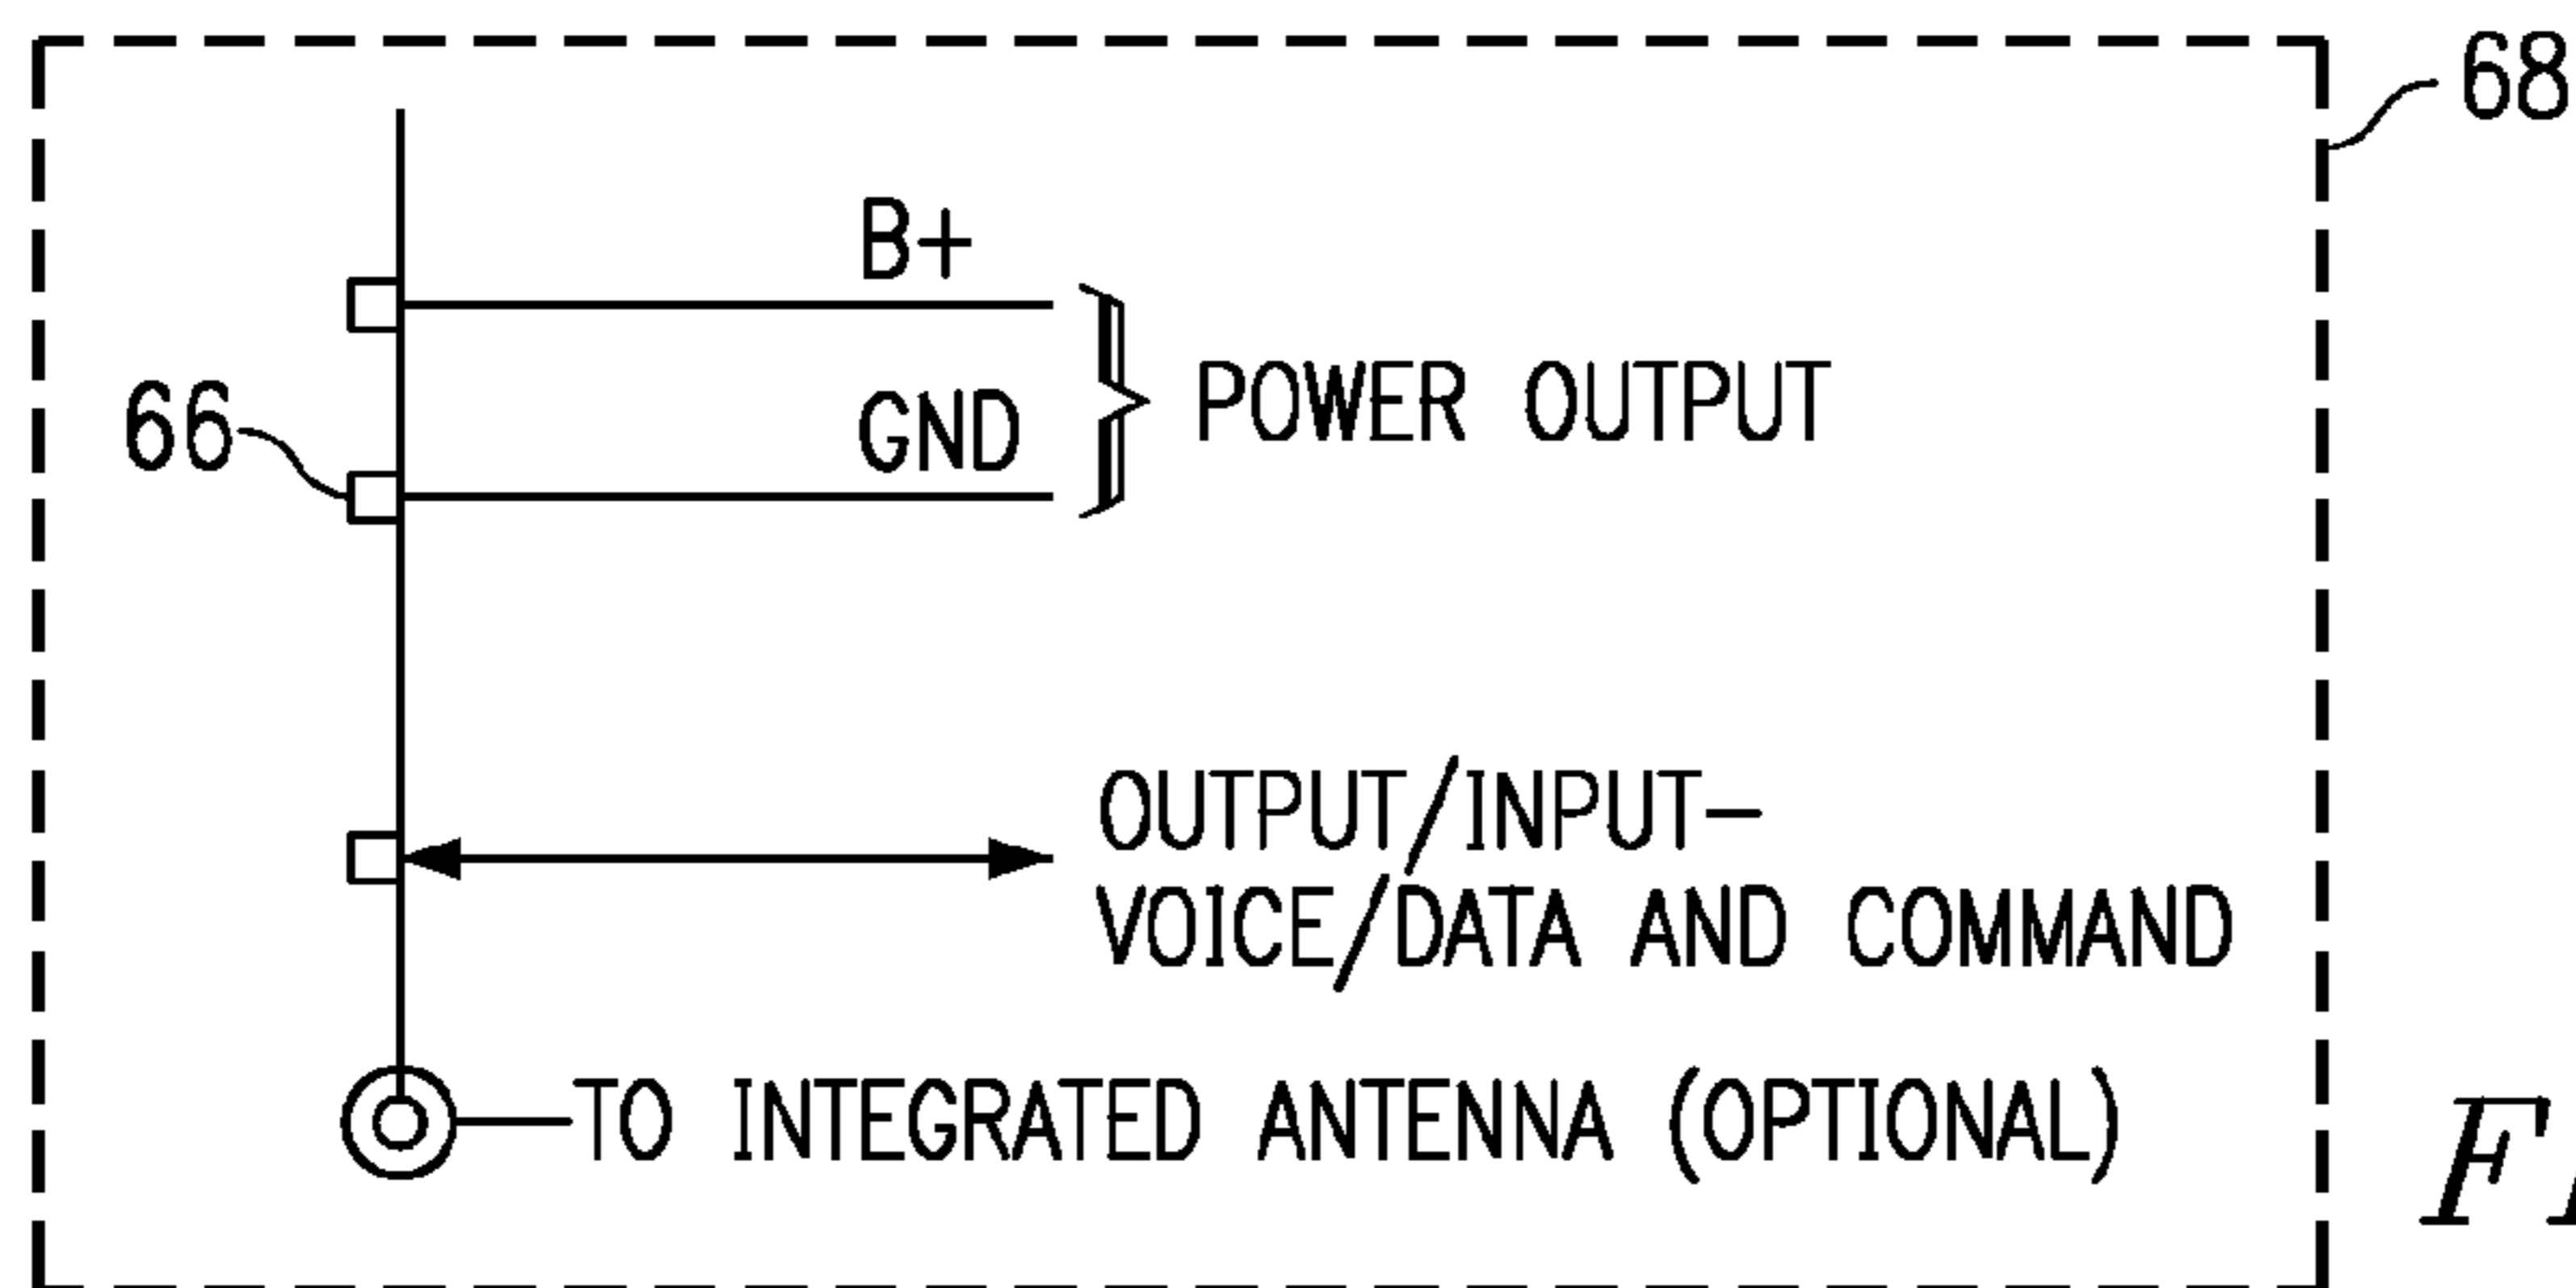 68
B+
66
GND
POWER OUTPUT
OUTPUT/INPUT-
VOICE/DATA AND COMMAND
TO INTEGRATED ANTENNA (OPTIONAL)